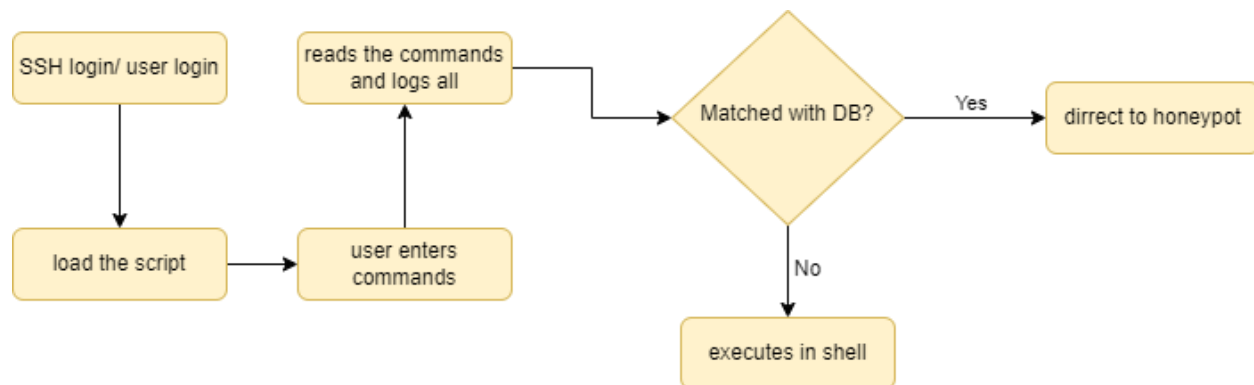 SSH login/ user login
load the script
user enters
commands
reads the commands
and logs all
Matched with DB?
Yes
dirrect to honeypot
No
executes in shell